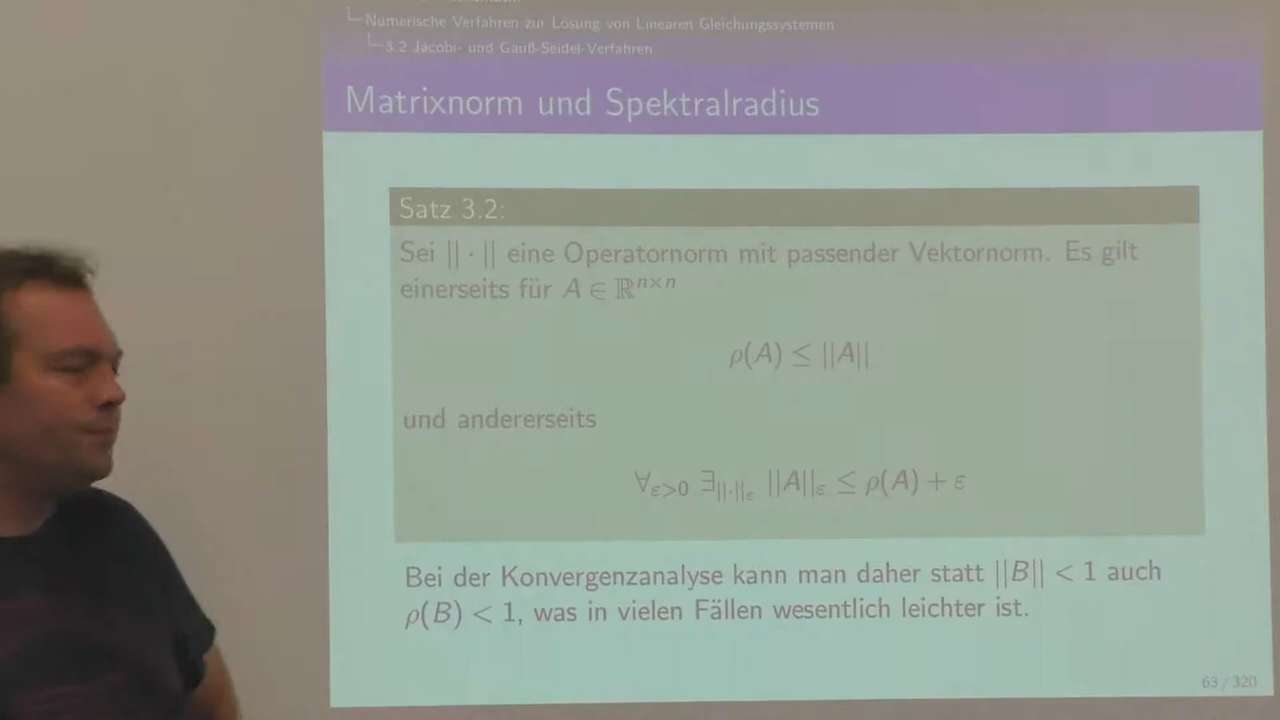 Numerische Verfahren zur Lösung von Linearen Gleichungssystemen
3.2 Jacobi- und Gauß-Seidel-Verfahren
Matrixnorm und Spektralradius
Satz 3.2:
Sei || · || eine Operatornorm mit passender Vektornorm. Es gilt
einerseits für A ∈ ℝⁿˣⁿ
ρ(A) ≤ ||A||
und andererseits
∀_{ε>0} ∃_{||·||_ε} ||A||_ε ≤ ρ(A) + ε
Bei der Konvergenzanalyse kann man daher statt ||B|| < 1 auch
ρ(B) < 1, was in vielen Fällen wesentlich leichter ist.
63 / 320